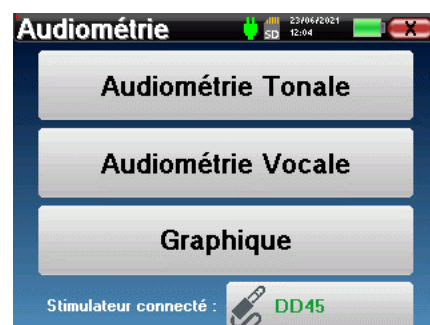 Audiométrie SD 23/06/2021
12:04 X
Audiométrie Tonale
Audiométrie Vocale
Graphique
Stimulateur connecté : DD45